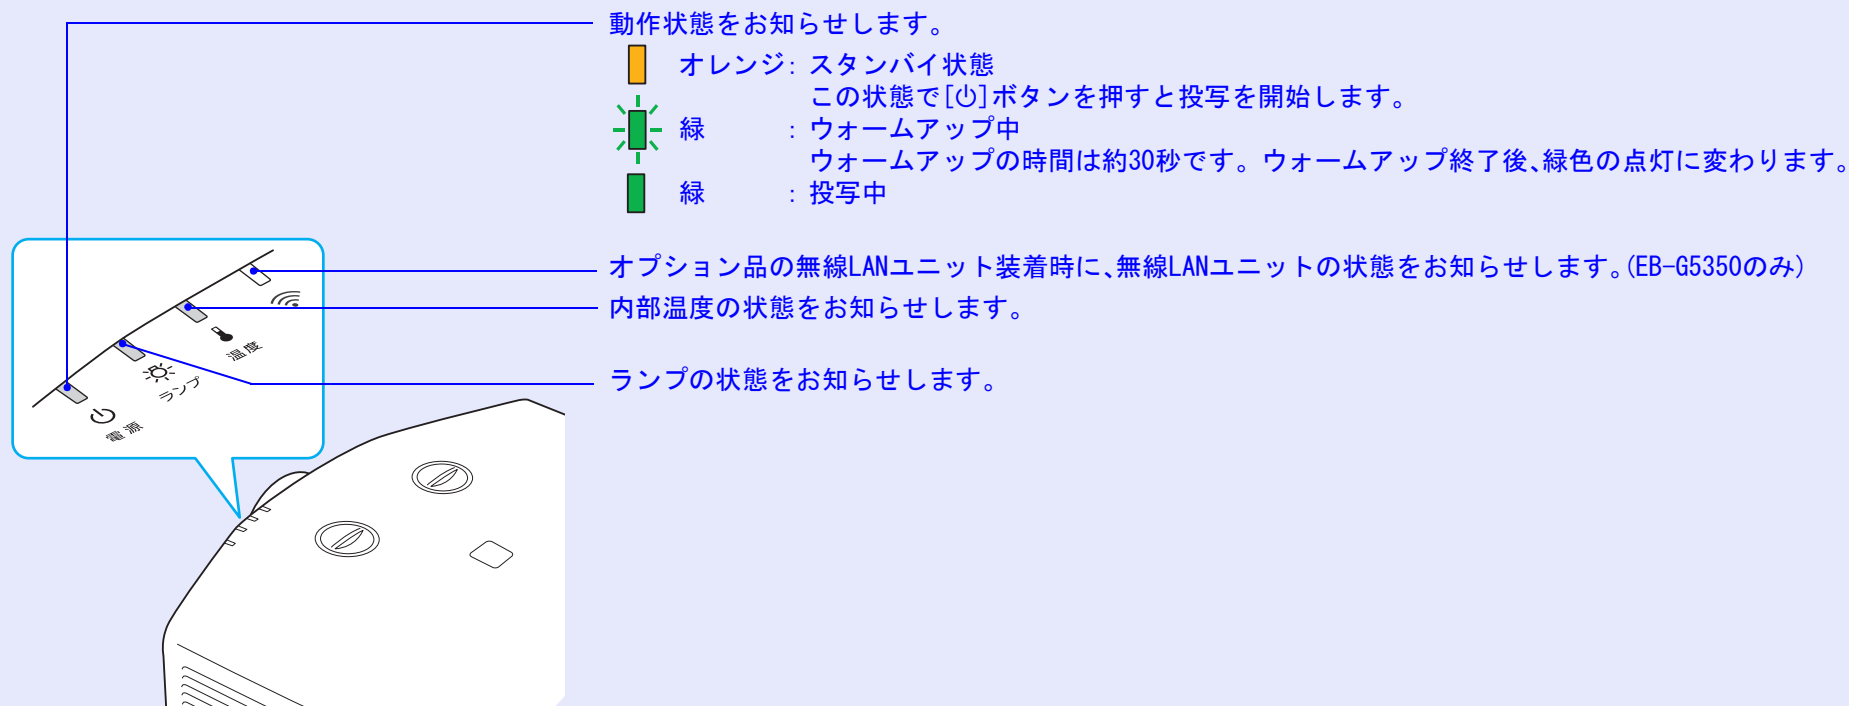 動作状態をお知らせします。
オレンジ: スタンバイ状態
この状態で[⏻]ボタンを押すと投写を開始します。
緑 : ウォームアップ中
ウォームアップの時間は約30秒です。ウォームアップ終了後、緑色の点灯に変わります。
緑 : 投写中
オプション品の無線LANユニット装着時に、無線LANユニットの状態をお知らせします。(EB-G5350のみ)
内部温度の状態をお知らせします。
ランプの状態をお知らせします。
温度
ランプ
電源